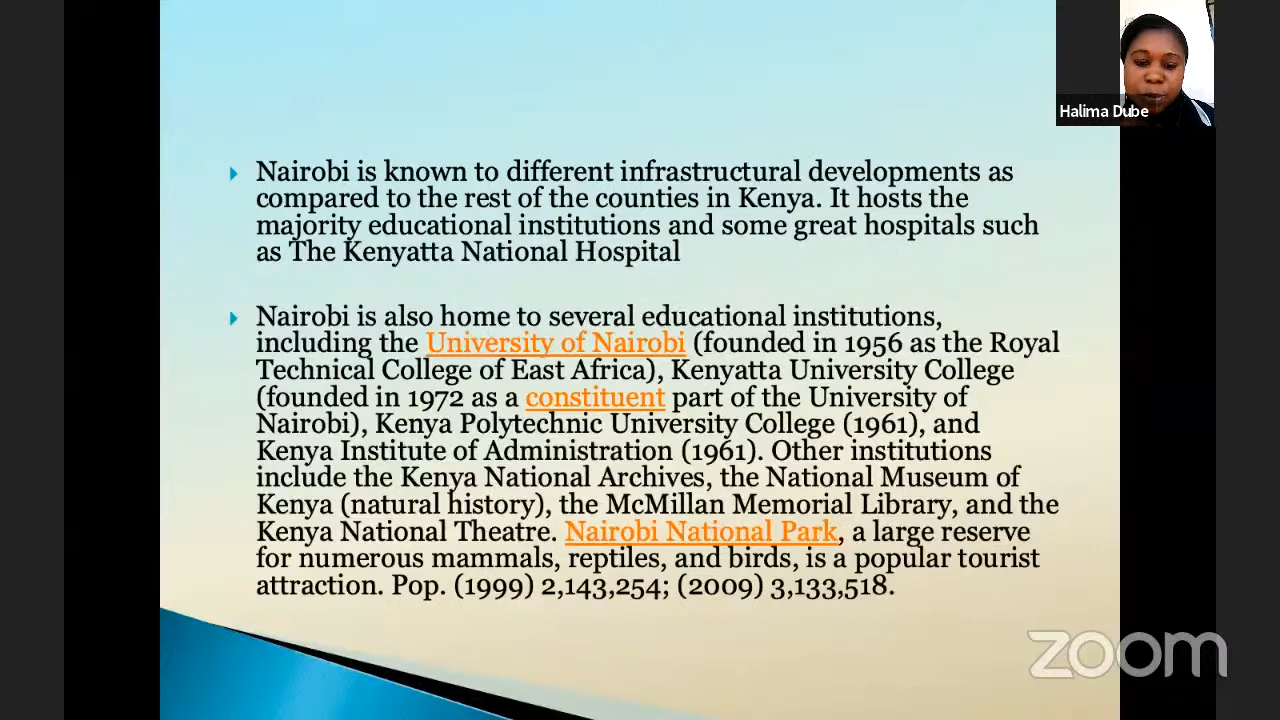 Halima Dube
Nairobi is known to different infrastructural developments as
compared to the rest of the counties in Kenya. It hosts the
majority educational institutions and some great hospitals such
as The Kenyatta National Hospital
Nairobi is also home to several educational institutions,
including the University of Nairobi (founded in 1956 as the Royal
Technical College of East Africa), Kenyatta University College
(founded in 1972 as a constituent part of the University of
Nairobi), Kenya Polytechnic University College (1961), and
Kenya Institute of Administration (1961). Other institutions
include the Kenya National Archives, the National Museum of
Kenya (natural history), the McMillan Memorial Library, and the
Kenya National Theatre. Nairobi National Park, a large reserve
for numerous mammals, reptiles, and birds, is a popular tourist
attraction. Pop. (1999) 2,143,254; (2009) 3,133,518.
zoom